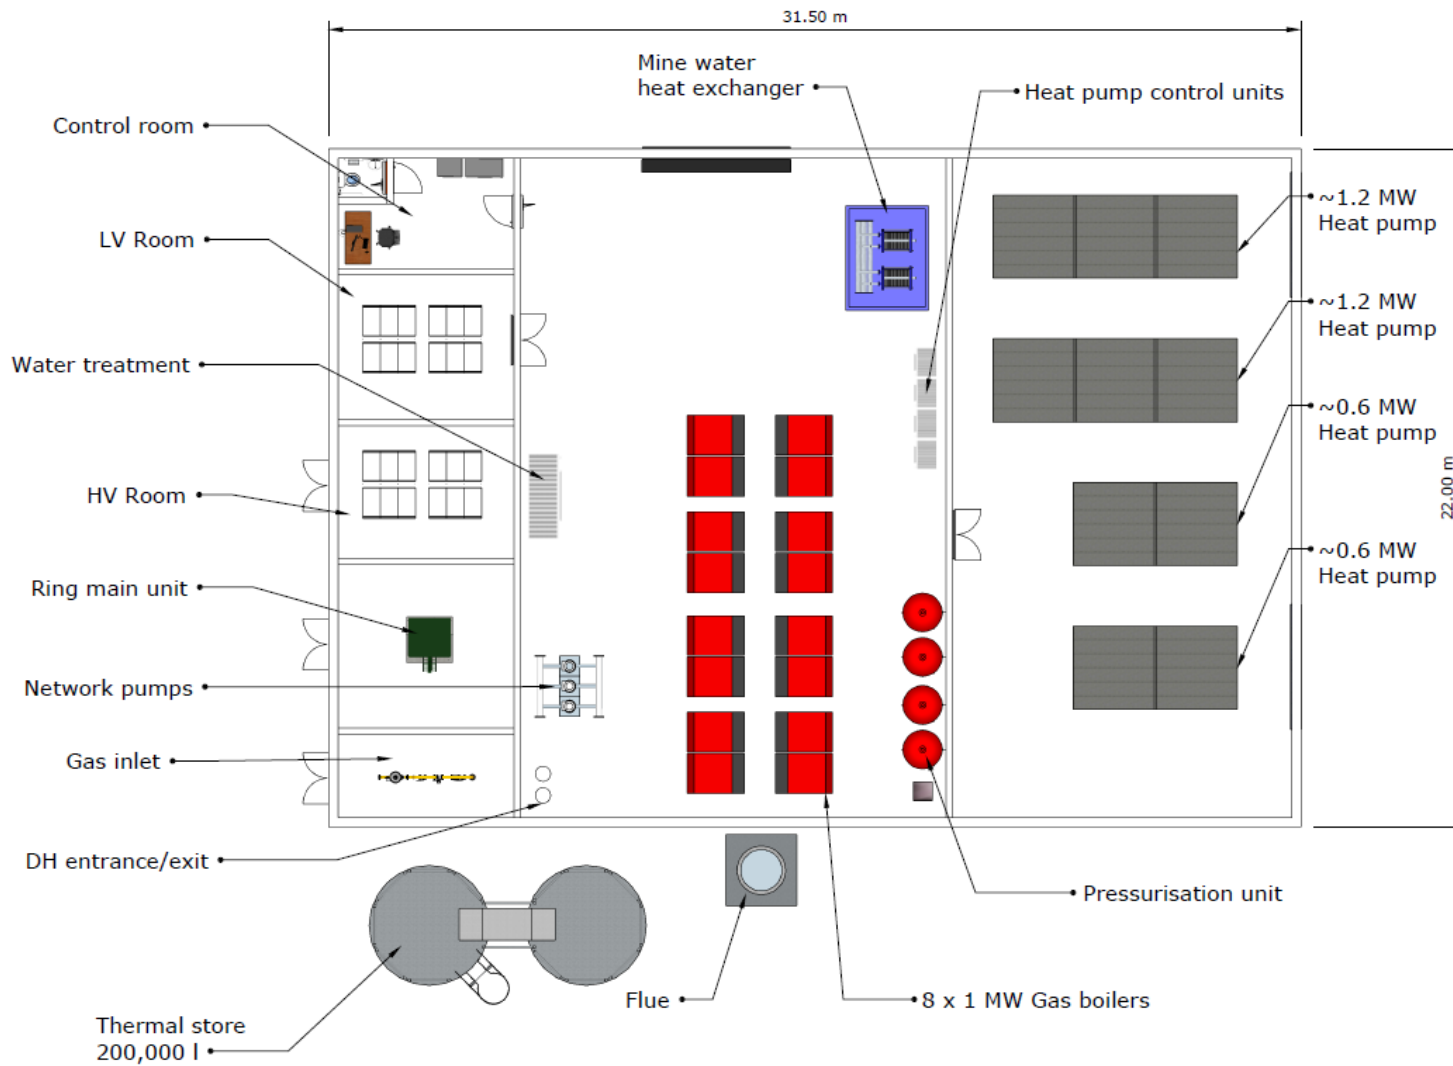 31.50 m
Mine water
heat exchanger
Heat pump control units
Control room
~1.2 MW
Heat pump
LV Room
~1.2 MW
Heat pump
Water treatment
~0.6 MW
Heat pump
22.00 m
HV Room
~0.6 MW
Heat pump
Ring main unit
Network pumps
Gas inlet
DH entrance/exit
Pressurisation unit
Flue
8 x 1 MW Gas boilers
Thermal store
200,000 l